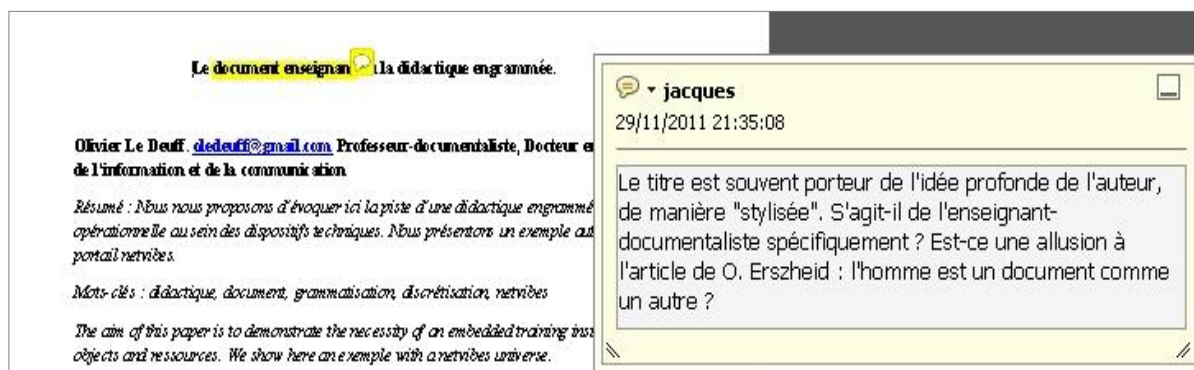 Le document enseignan la didactique engrammée.
Olivier Le Deuff. oledeuff@gmail.com Professeur-documentaliste, Docteur e
de l'information et de la communication
Résumé : Nous nous proposons d'évoquer ici la piste d'une didactique engrammé
opérationnelle au sein des dispositifs techniques. Nous présentons un exemple aut
portail netvibes.
Mots-clés : didactique, document, grammatisation, discrétisation, netvibes
The aim of this paper is to demonstrate the necessity of an embedded training inst
objects and ressources. We show here an exemple with a netvibes universe.
jacques
29/11/2011 21:35:08
Le titre est souvent porteur de l'idée profonde de l'auteur,
de manière "stylisée". S'agit-il de l'enseignant-
documentaliste spécifiquement ? Est-ce une allusion à
l'article de O. Erszheid : l'homme est un document comme
un autre ?